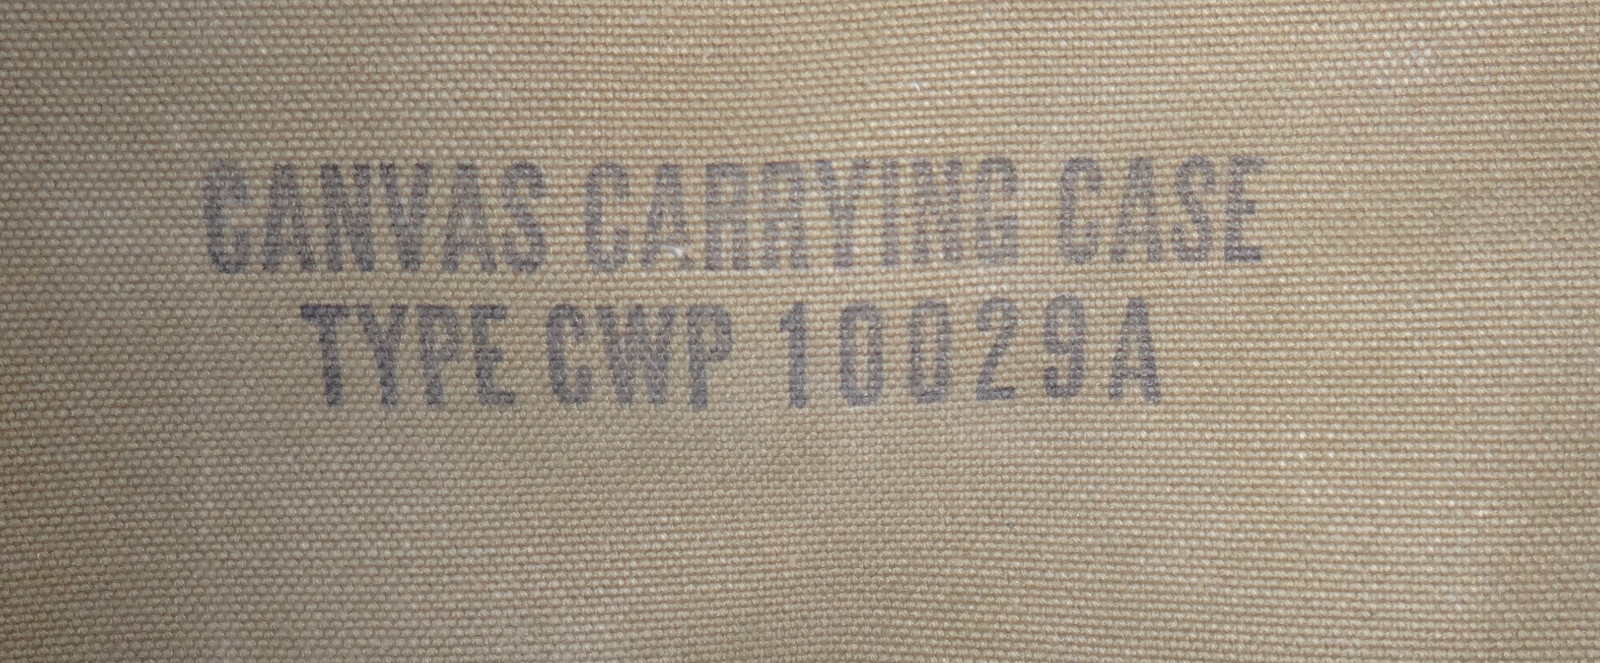 CANVAS CARRYING CASE
TYPE CWP 10029A